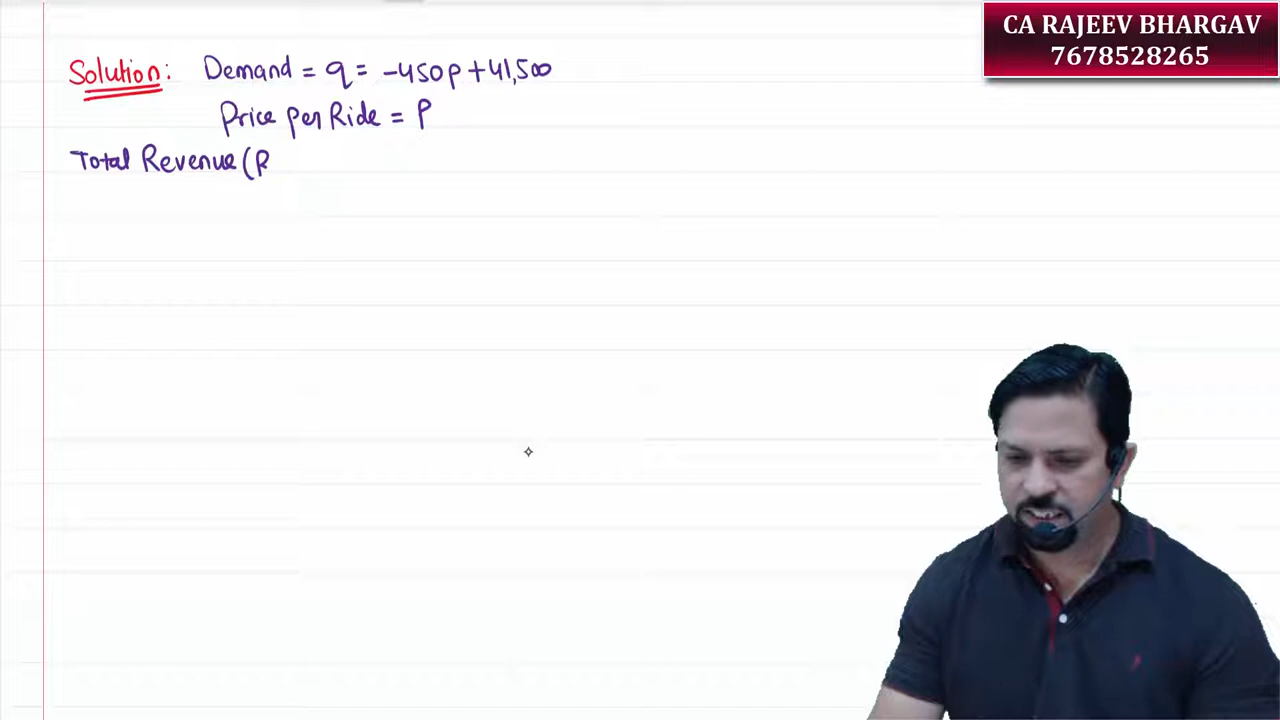 CA RAJEEV BHARGAV
7678528265
Solution: Demand = q = -450p + 41,500
Price per Ride = P
Total Revenue (R